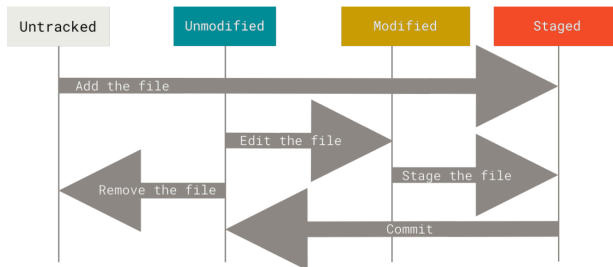 Untracked
Unmodified
Modified
Staged
Add the file
Edit the file
Stage the file
Remove the file
Commit